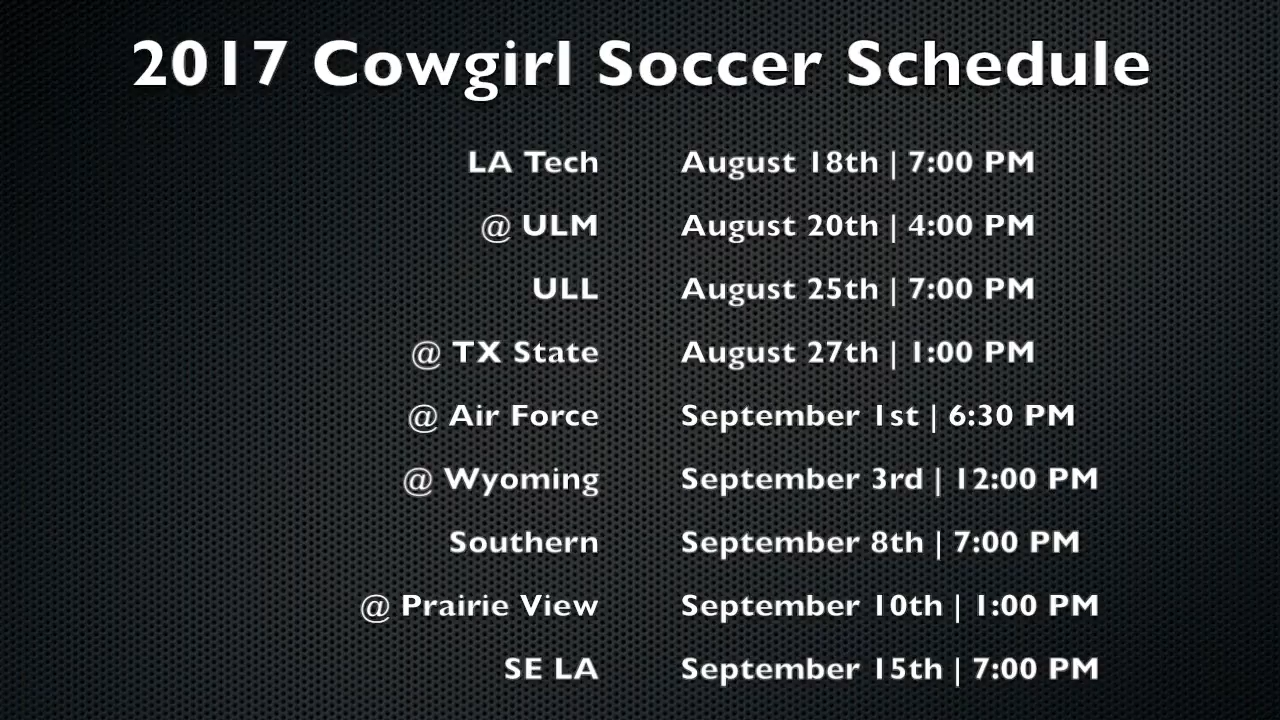 2017 Cowgirl Soccer Schedule
LA Tech August 18th | 7:00 PM
@ ULM August 20th | 4:00 PM
ULL August 25th | 7:00 PM
@ TX State August 27th | 1:00 PM
@ Air Force September 1st | 6:30 PM
@ Wyoming September 3rd | 12:00 PM
Southern September 8th | 7:00 PM
@ Prairie View September 10th | 1:00 PM
SE LA September 15th | 7:00 PM